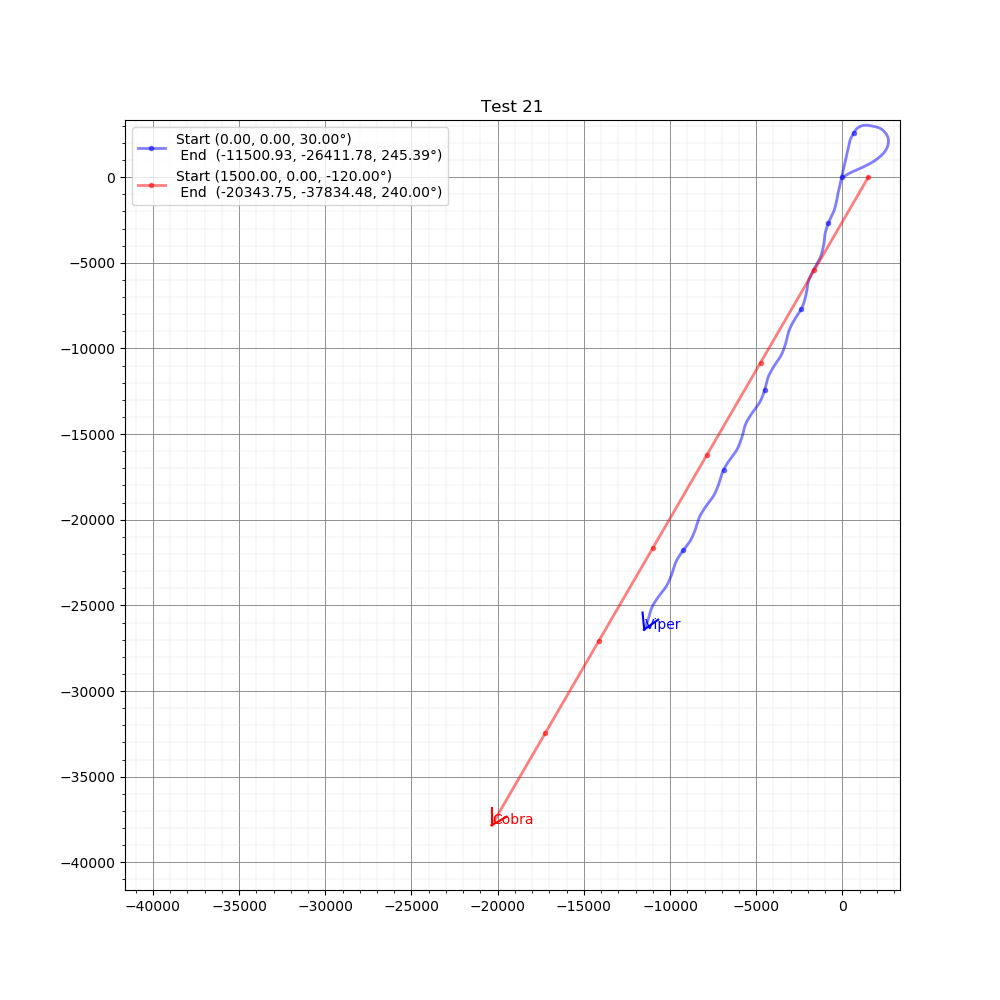 Test 21
Start (0.00, 0.00, 30.00°)
End (-11500.93, -26411.78, 245.39°)
Start (1500.00, 0.00, -120.00°)
End (-20343.75, -37834.48, 240.00°)
0
−5000
−10000
−15000
−20000
−25000
−30000
−35000
−40000
Viper
Cobra
−40000 −35000 −30000 −25000 −20000 −15000 −10000 −5000 0